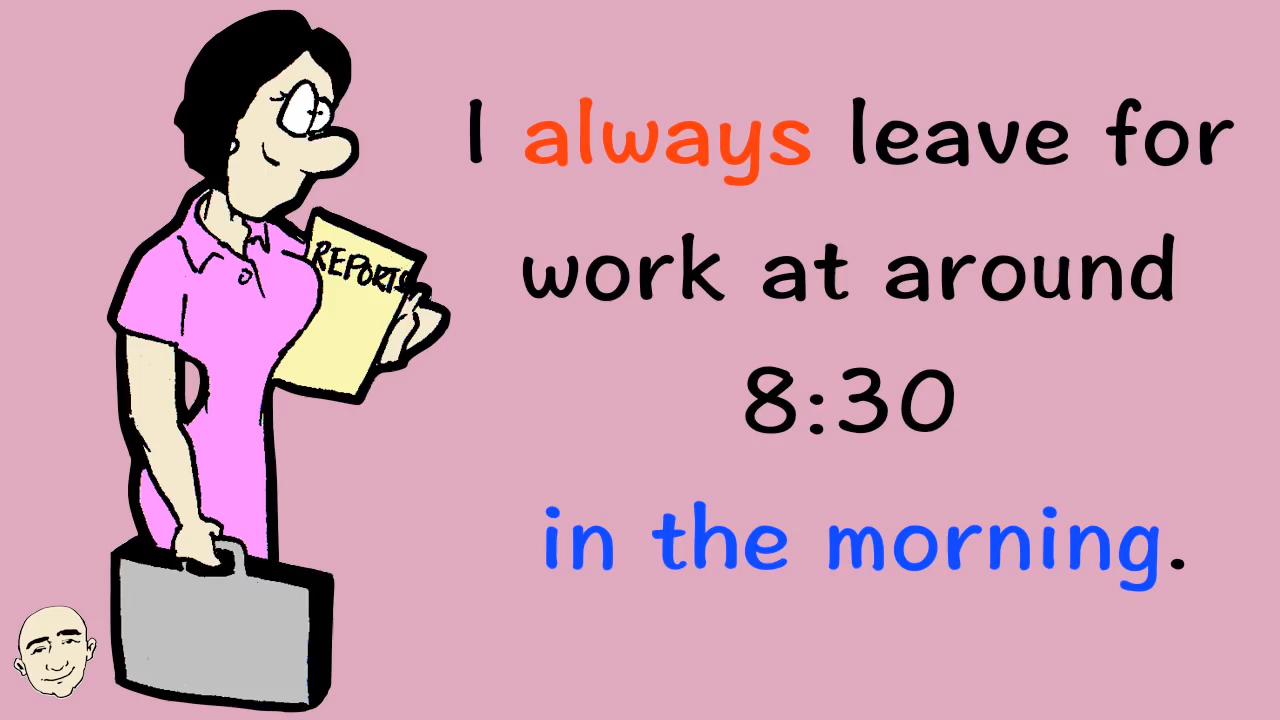 I always leave for
work at around
8:30
in the morning.
REPORTS